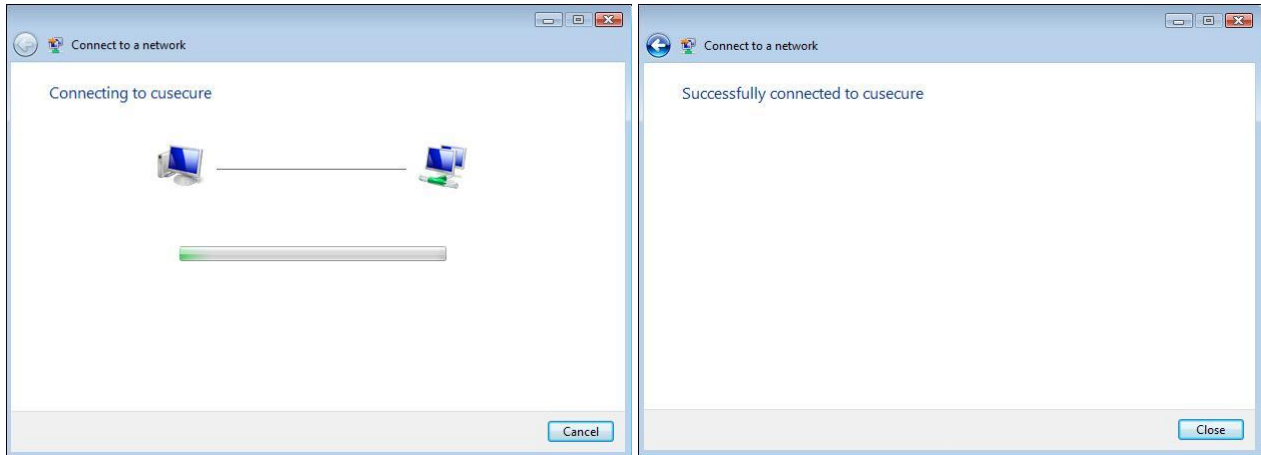 Connect to a network
Connecting to cusecure
Cancel
Connect to a network
Successfully connected to cusecure
Close